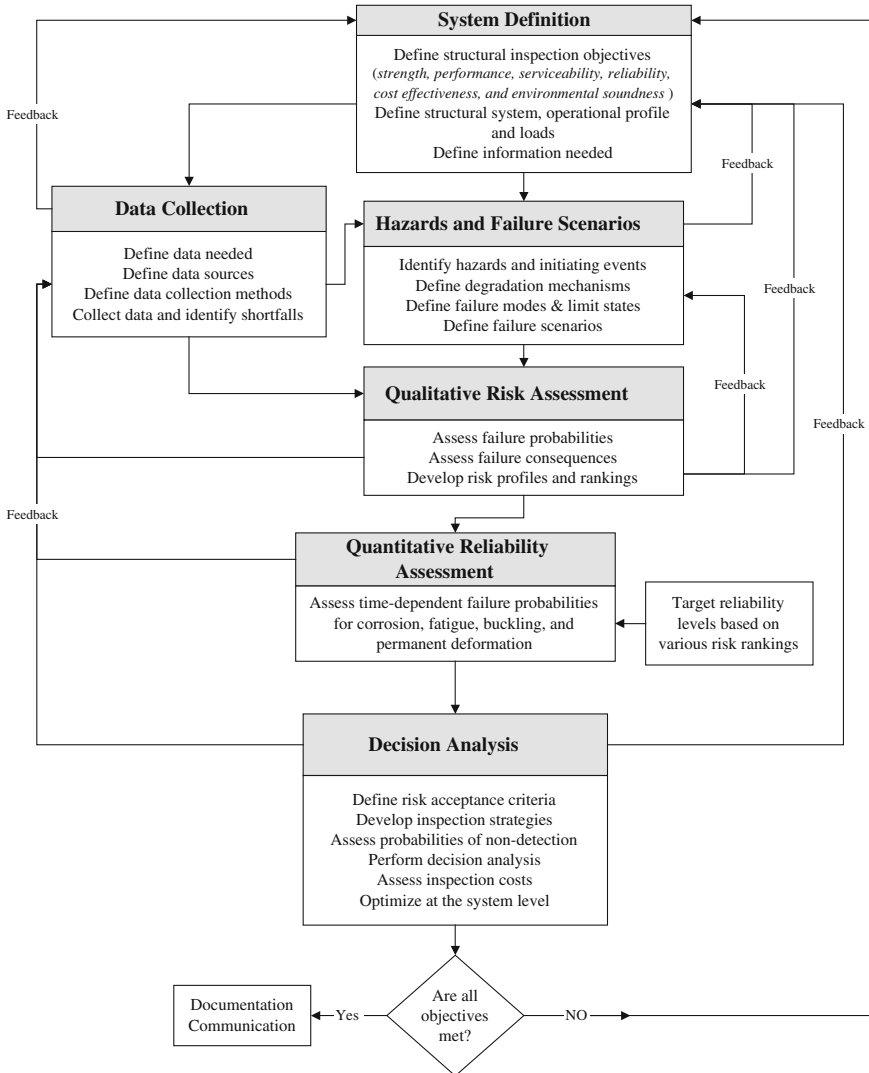 System Definition
Define structural inspection objectives
(strength, performance, serviceability, reliability,
cost effectiveness, and environmental soundness )
Define structural system, operational profile
and loads
Define information needed
Feedback
Feedback
Data Collection
Define data needed
Define data sources
Define data collection methods
Collect data and identify shortfalls
Hazards and Failure Scenarios
Identify hazards and initiating events
Define degradation mechanisms
Define failure modes & limit states
Define failure scenarios
Feedback
Feedback
Feedback
Qualitative Risk Assessment
Assess failure probabilities
Assess failure consequences
Develop risk profiles and rankings
Feedback
Quantitative Reliability
Assessment
Assess time-dependent failure probabilities
for corrosion, fatigue, buckling, and
permanent deformation
Target reliability
levels based on
various risk rankings
Decision Analysis
Define risk acceptance criteria
Develop inspection strategies
Assess probabilities of non-detection
Perform decision analysis
Assess inspection costs
Optimize at the system level
Are all
objectives
met?
Yes
NO
Documentation
Communication